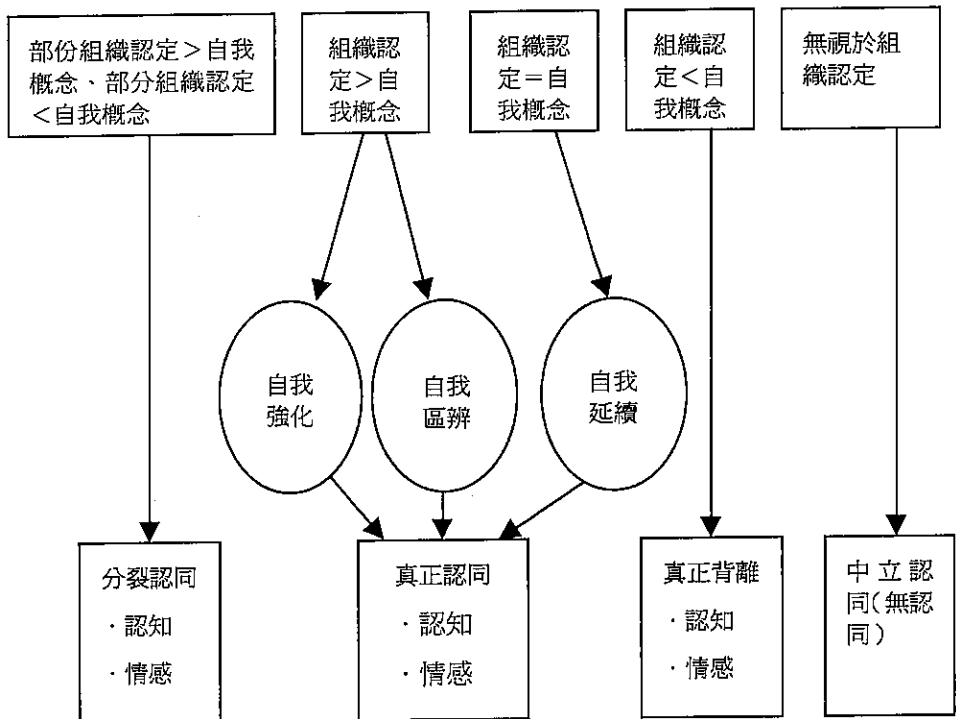 部份組織認定＞自我
概念、部分組織認定
＜自我概念
組織認
定＞自
我概念
組織認
定＝自
我概念
組織認
定＜自
我概念
無視於組
織認定
自我
強化
自我
區辨
自我
延續
分裂認同
·認知
·情感
真正認同
·認知
·情感
真正背離
·認知
·情感
中立認
同(無認
同)